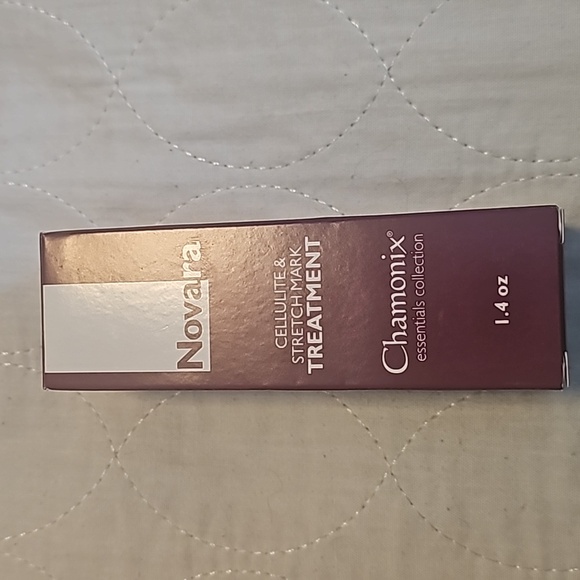 Novara
CELLULITE &
STRETCH MARK
TREATMENT
Chamonix®
essentials collection
1.4 oz